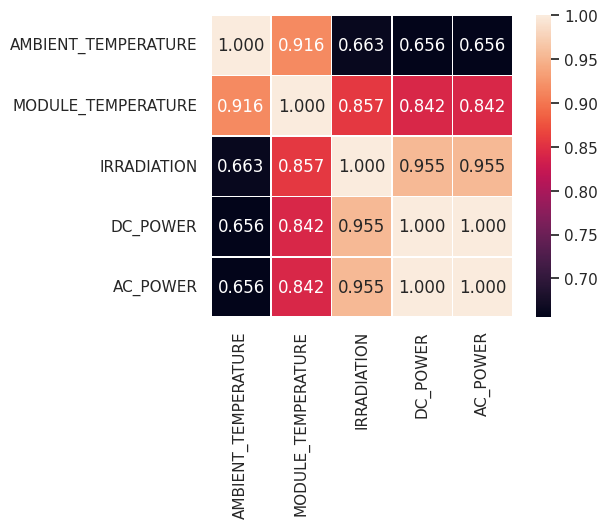 AMBIENT_TEMPERATURE 1.000 0.916 0.663 0.656 0.656
MODULE_TEMPERATURE 0.916 1.000 0.857 0.842 0.842
IRRADIATION 0.663 0.857 1.000 0.955 0.955
DC_POWER 0.656 0.842 0.955 1.000 1.000
AC_POWER 0.656 0.842 0.955 1.000 1.000
AMBIENT_TEMPERATURE
MODULE_TEMPERATURE
IRRADIATION
DC_POWER
AC_POWER
1.00
0.95
0.90
0.85
0.80
0.75
0.70